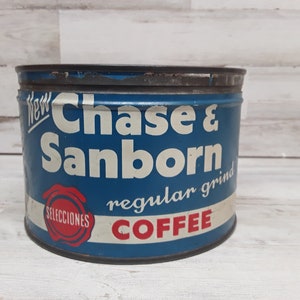 New
Chase &
Sanborn
regular grind
SELECCIONES
COFFEE